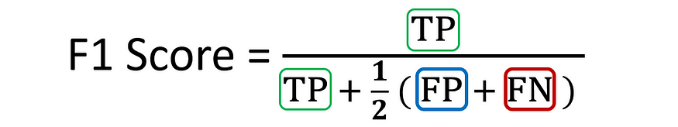 F1 Score = TP
TP + 1/2 (FP + FN)